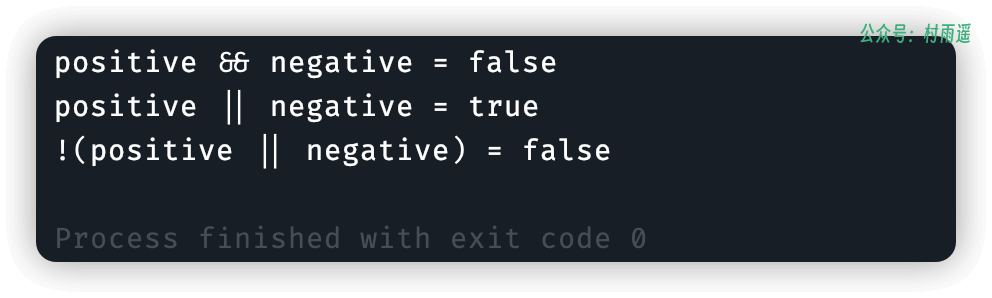 公众号：村雨遥
positive && negative = false
positive || negative = true
!(positive || negative) = false
Process finished with exit code 0